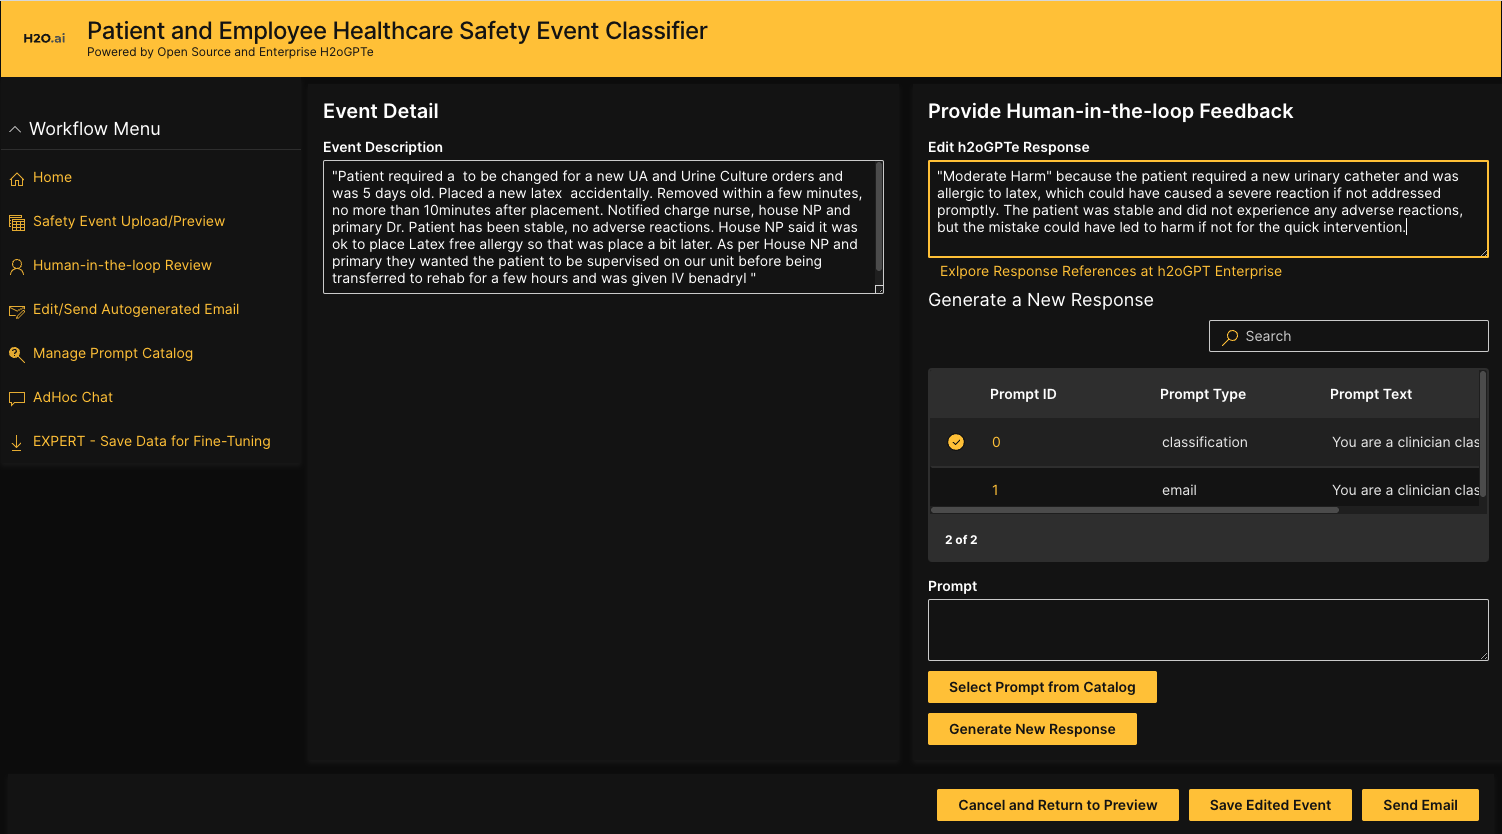 H2O.ai
Patient and Employee Healthcare Safety Event Classifier
Powered by Open Source and Enterprise H2oGPTe
Workflow Menu
Home
Safety Event Upload/Preview
Human-in-the-loop Review
Edit/Send Autogenerated Email
Manage Prompt Catalog
AdHoc Chat
EXPERT - Save Data for Fine-Tuning
Event Detail
Event Description
"Patient required a  to be changed for a new UA and Urine Culture orders and
was 5 days old. Placed a new latex  accidentally. Removed within a few minutes,
no more than 10minutes after placement. Notified charge nurse, house NP and
primary Dr. Patient has been stable, no adverse reactions. House NP said it was
ok to place Latex free allergy so that was place a bit later. As per House NP and
primary they wanted the patient to be supervised on our unit before being
transferred to rehab for a few hours and was given IV benadryl "
Provide Human-in-the-loop Feedback
Edit h2oGPTe Response
"Moderate Harm" because the patient required a new urinary catheter and was
allergic to latex, which could have caused a severe reaction if not addressed
promptly. The patient was stable and did not experience any adverse reactions,
but the mistake could have led to harm if not for the quick intervention.
Exlpore Response References at h2oGPT Enterprise
Generate a New Response
Search
Prompt ID Prompt Type Prompt Text
0 classification You are a clinician clas
1 email You are a clinician clas
2 of 2
Prompt
Select Prompt from Catalog
Generate New Response
Cancel and Return to Preview Save Edited Event Send Email